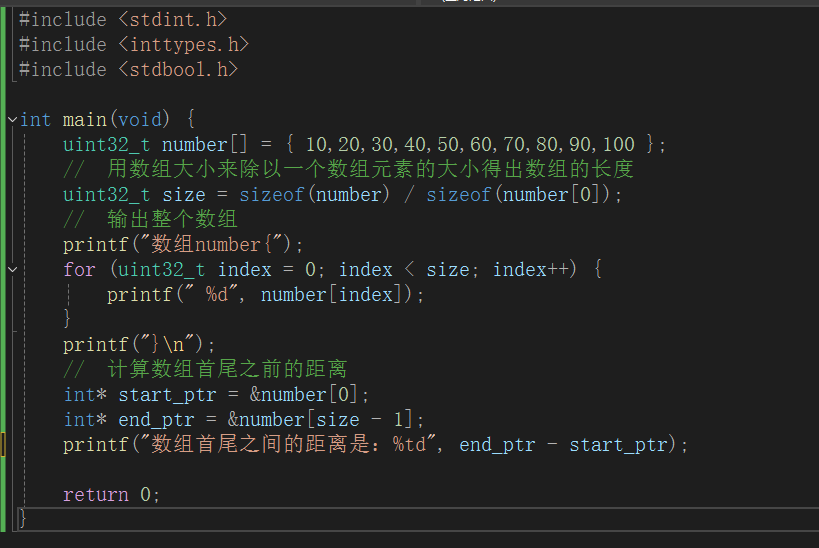 #include <stdint.h>
#include <inttypes.h>
#include <stdbool.h>
int main(void) {
uint32_t number[] = { 10,20,30,40,50,60,70,80,90,100 };
// 用数组大小来除以一个数组元素的大小得出数组的长度
uint32_t size = sizeof(number) / sizeof(number[0]);
// 输出整个数组
printf("数组number{");
for (uint32_t index = 0; index < size; index++) {
printf(" %d", number[index]);
}
printf("}\n");
// 计算数组首尾之前的距离
int* start_ptr = &number[0];
int* end_ptr = &number[size - 1];
printf("数组首尾之间的距离是：%td", end_ptr - start_ptr);
return 0;
}